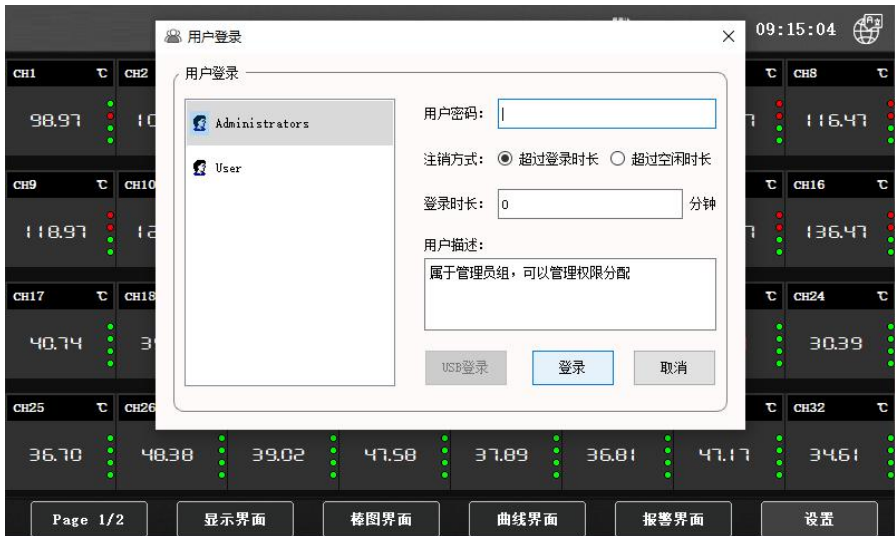 用户登录
09:15:04
用户登录
CH1 ℃ CH2 ℃ CH8 ℃
98.97 116.47
Administrators
User
用户密码:
注销方式: 超过登录时长 超过空闲时长
CH9 ℃ CH10 ℃ CH16 ℃
登录时长: 0 分钟
118.97 136.47
用户描述:
属于管理员组，可以管理权限分配
CH17 ℃ CH18 ℃ CH24 ℃
40.74 30.39
USB登录 登录 取消
CH25 ℃ CH26 ℃ CH32 ℃
36.70 48.38 39.02 47.58 37.89 36.81 47.17 34.61
Page 1/2 显示界面 棒图界面 曲线界面 报警界面 设置